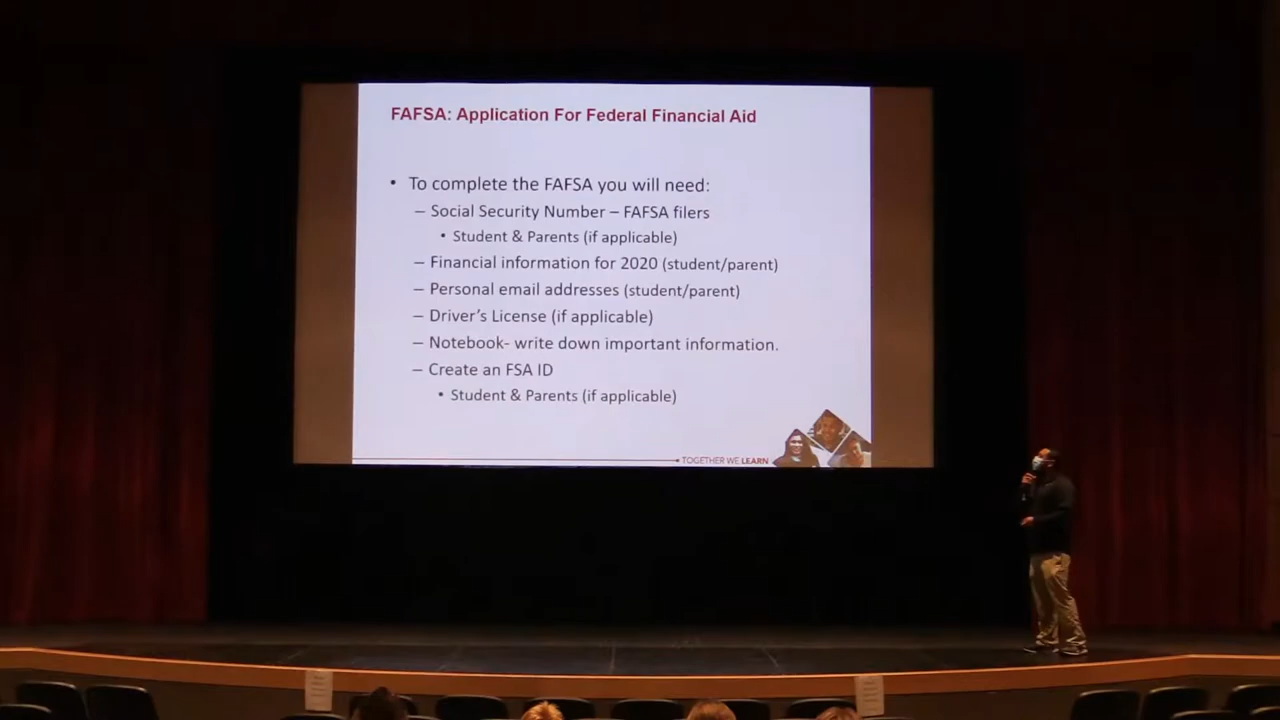 FAFSA: Application For Federal Financial Aid
• To complete the FAFSA you will need:
– Social Security Number – FAFSA filers
• Student & Parents (if applicable)
– Financial information for 2020 (student/parent)
– Personal email addresses (student/parent)
– Driver's License (if applicable)
– Notebook- write down important information.
– Create an FSA ID
• Student & Parents (if applicable)
TOGETHER WE LEARN